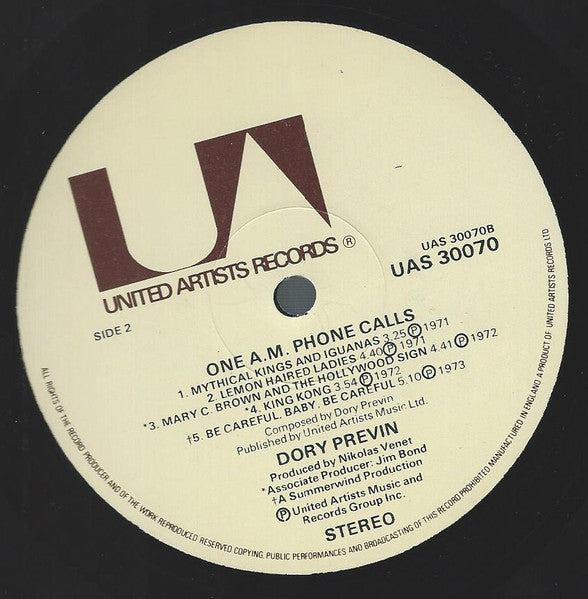 UA
UNITED ARTISTS RECORDS ®
SIDE 2
UAS 30070B
UAS 30070
ONE A.M. PHONE CALLS
1. MYTHICAL KINGS AND IGUANAS 3.25 Ⓟ 1971
2. LEMON HAIRED LADIES 4.40 Ⓟ 1971
*3. MARY C. BROWN AND THE HOLLYWOOD SIGN 4.41 Ⓟ 1972
*4. KING KONG 3.54 Ⓟ 1972
†5. BE CAREFUL, BABY, BE CAREFUL 5.10 Ⓟ 1973
Composed by Dory Previn
Published by United Artists Music Ltd.
DORY PREVIN
Produced by Nikolas Venet
*Associate Producer: Jim Bond
†A Summerwind Production
Ⓟ United Artists Music and
Records Group Inc.
STEREO
ALL RIGHTS OF THE RECORD PRODUCER AND OF THE WORK REPRODUCED RESERVED COPYING, PUBLIC PERFORMANCES AND BROADCASTING OF THIS RECORD PROHIBITED MANUFACTURED IN ENGLAND A PRODUCT OF UNITED ARTISTS RECORDS LTD